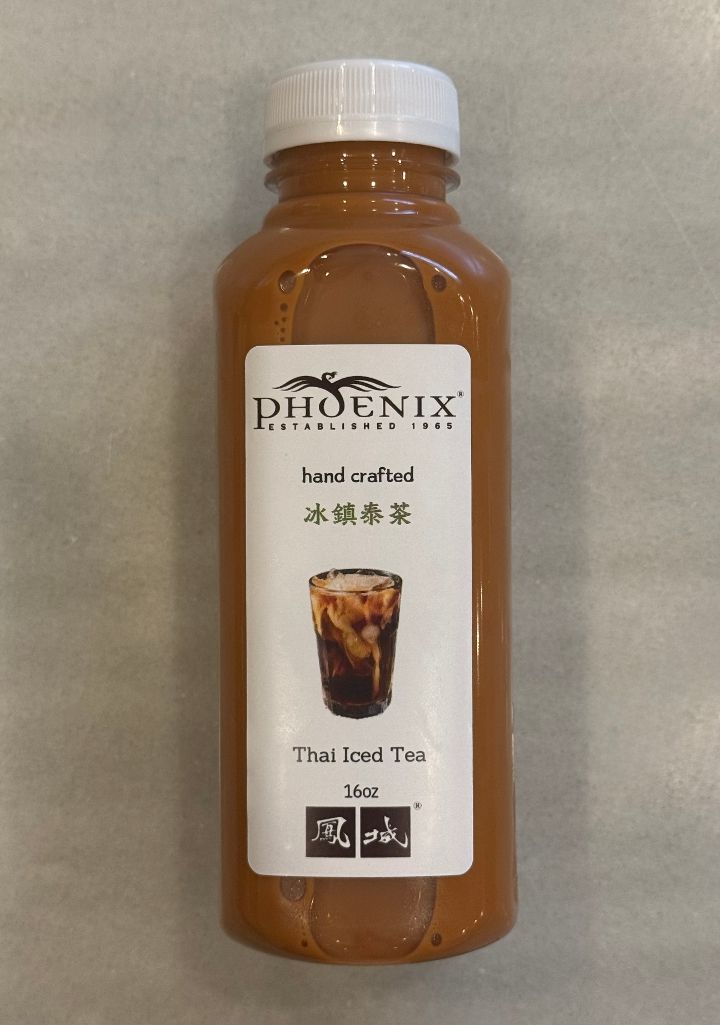 PHOENIX®
ESTABLISHED 1965
hand crafted
冰鎮泰茶
Thai Iced Tea
16oz
鳳城®